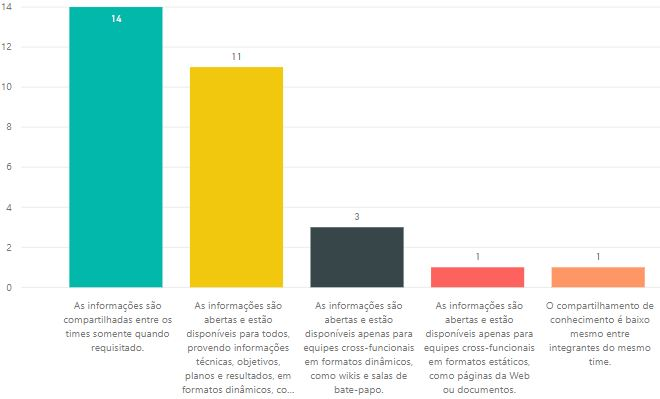 14
12
10
8
6
4
2
0
14
11
3
1
1
As informações são
compartilhadas entre os
times somente quando
requisitado.
As informações são
abertas e estão
disponíveis para todos,
provendo informações
técnicas, objetivos,
planos e resultados, em
formatos dinâmicos, co...
As informações são
abertas e estão
disponíveis apenas para
equipes cross-funcionais
em formatos dinâmicos,
como wikis e salas de
bate-papo.
As informações são
abertas e estão
disponíveis apenas para
equipes cross-funcionais
em formatos estáticos,
como páginas da Web
ou documentos.
O compartilhamento de
conhecimento é baixo
mesmo entre
integrantes do mesmo
time.